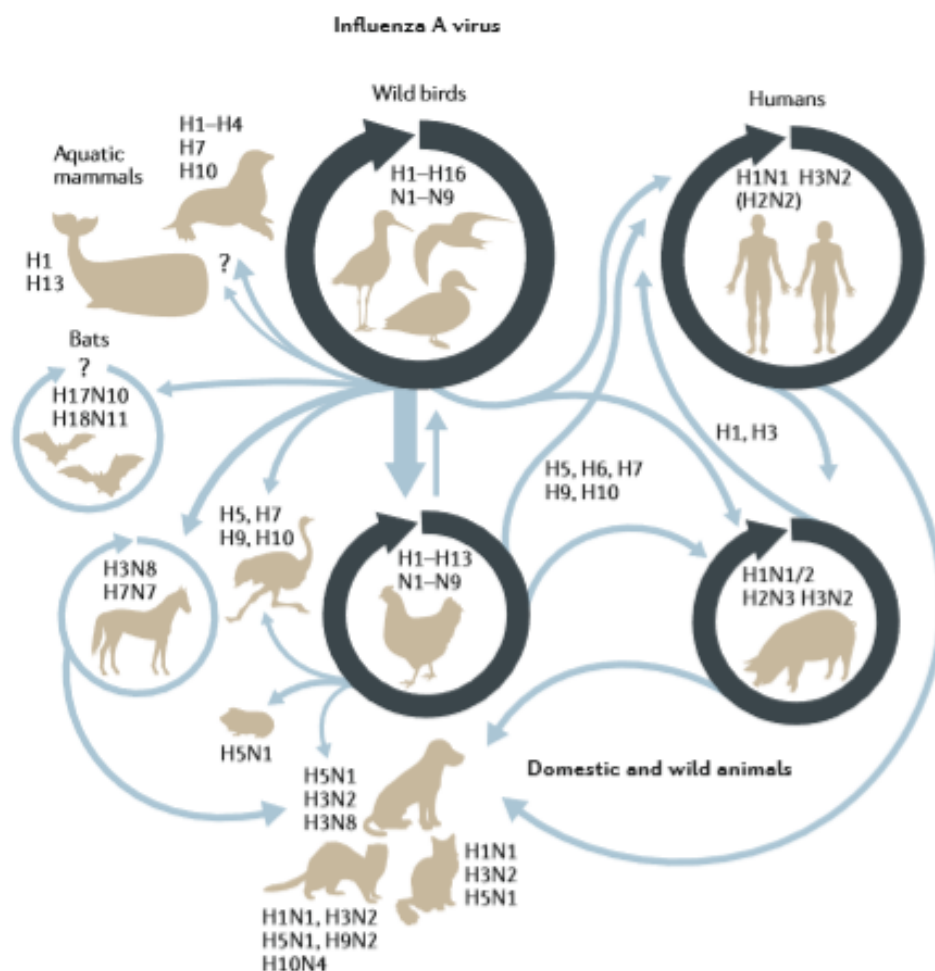 Influenza A virus
Wild birds
Humans
H1–H4
H7
H10
Aquatic
mammals
H1–H16
N1–N9
H1N1 H3N2
(H2N2)
H1
H13
?
Bats
?
H17N10
H18N11
H1, H3
H5, H6, H7
H9, H10
H5, H7
H9, H10
H3N8
H7N7
H1–H13
N1–N9
H1N1/2
H2N3 H3N2
H5N1
H5N1
H3N2
H3N8
Domestic and wild animals
H1N1
H3N2
H5N1
H1N1, H3N2
H5N1, H9N2
H10N4